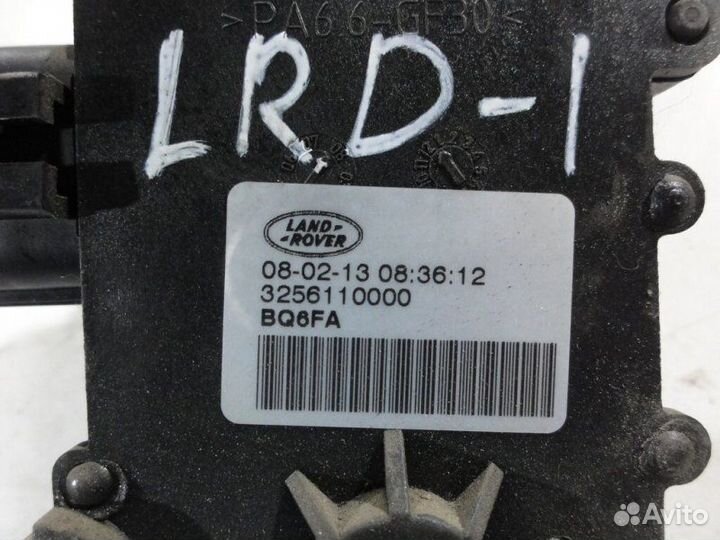 >PA66-GF30<
LRD-1
LAND-
-ROVER
08-02-13 08:36:12
3256110000
BQ6FA
Avito